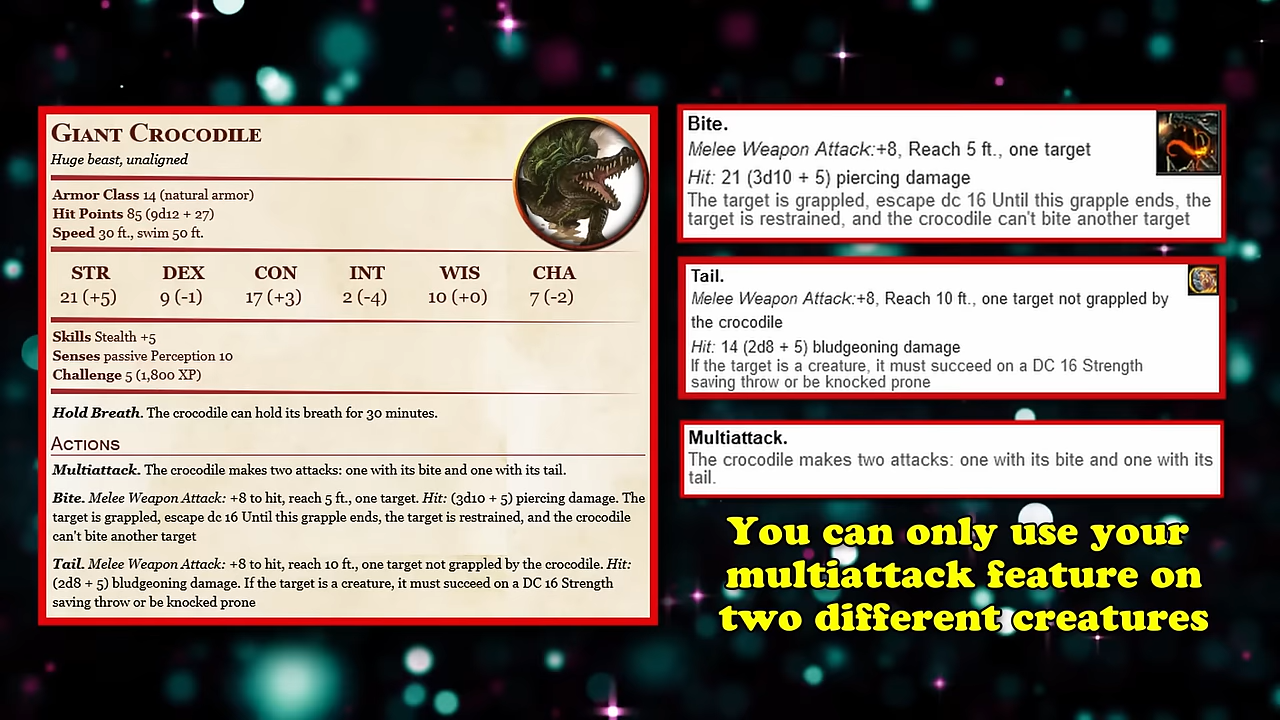 Giant Crocodile
Huge beast, unaligned
Armor Class 14 (natural armor)
Hit Points 85 (9d12 + 27)
Speed 30 ft., swim 50 ft.
STR DEX CON INT WIS CHA
21 (+5) 9 (-1) 17 (+3) 2 (-4) 10 (+0) 7 (-2)
Skills Stealth +5
Senses passive Perception 10
Challenge 5 (1,800 XP)
Hold Breath. The crocodile can hold its breath for 30 minutes.
Actions
Multiattack. The crocodile makes two attacks: one with its bite and one with its tail.
Bite. Melee Weapon Attack: +8 to hit, reach 5 ft., one target. Hit: (3d10 + 5) piercing damage. The
target is grappled, escape dc 16 Until this grapple ends, the target is restrained, and the crocodile
can't bite another target
Tail. Melee Weapon Attack: +8 to hit, reach 10 ft., one target not grappled by the crocodile. Hit:
(2d8 + 5) bludgeoning damage. If the target is a creature, it must succeed on a DC 16 Strength
saving throw or be knocked prone
Bite.
Melee Weapon Attack:+8, Reach 5 ft., one target
Hit: 21 (3d10 + 5) piercing damage
The target is grappled, escape dc 16 Until this grapple ends, the
target is restrained, and the crocodile can't bite another target
Tail.
Melee Weapon Attack:+8, Reach 10 ft., one target not grappled by
the crocodile
Hit: 14 (2d8 + 5) bludgeoning damage
If the target is a creature, it must succeed on a DC 16 Strength
saving throw or be knocked prone
Multiattack.
The crocodile makes two attacks: one with its bite and one with its
tail.
You can only use your
multiattack feature on
two different creatures